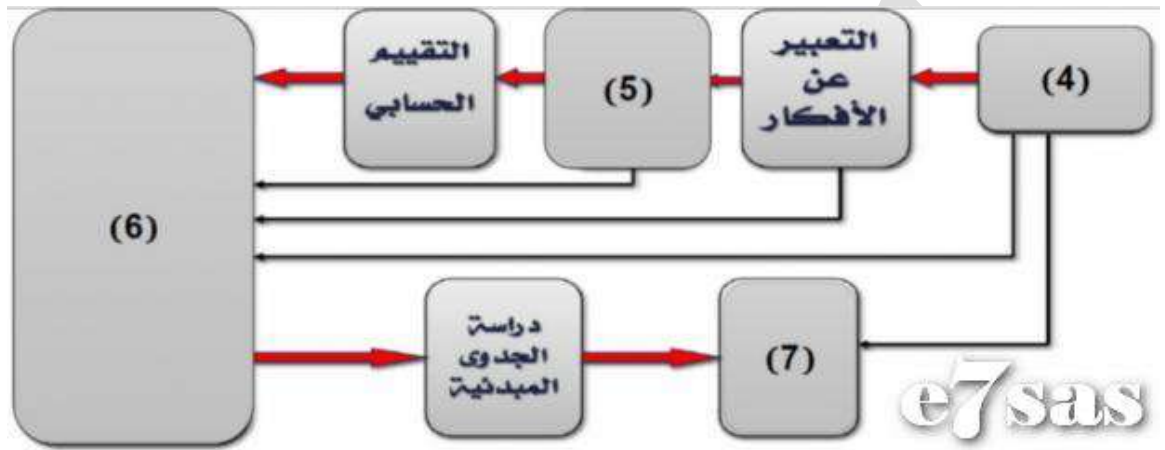 (4)
التعبير
عن
الأفكار
(5)
التقييم
الحسابي
(6)
دراسة
الجدوى
المبدئية
(7)
e7sas